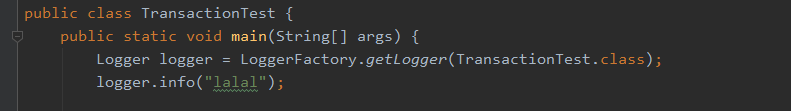 public class TransactionTest {
public static void main(String[] args) {
Logger logger = LoggerFactory.getLogger(TransactionTest.class);
logger.info("lalal");